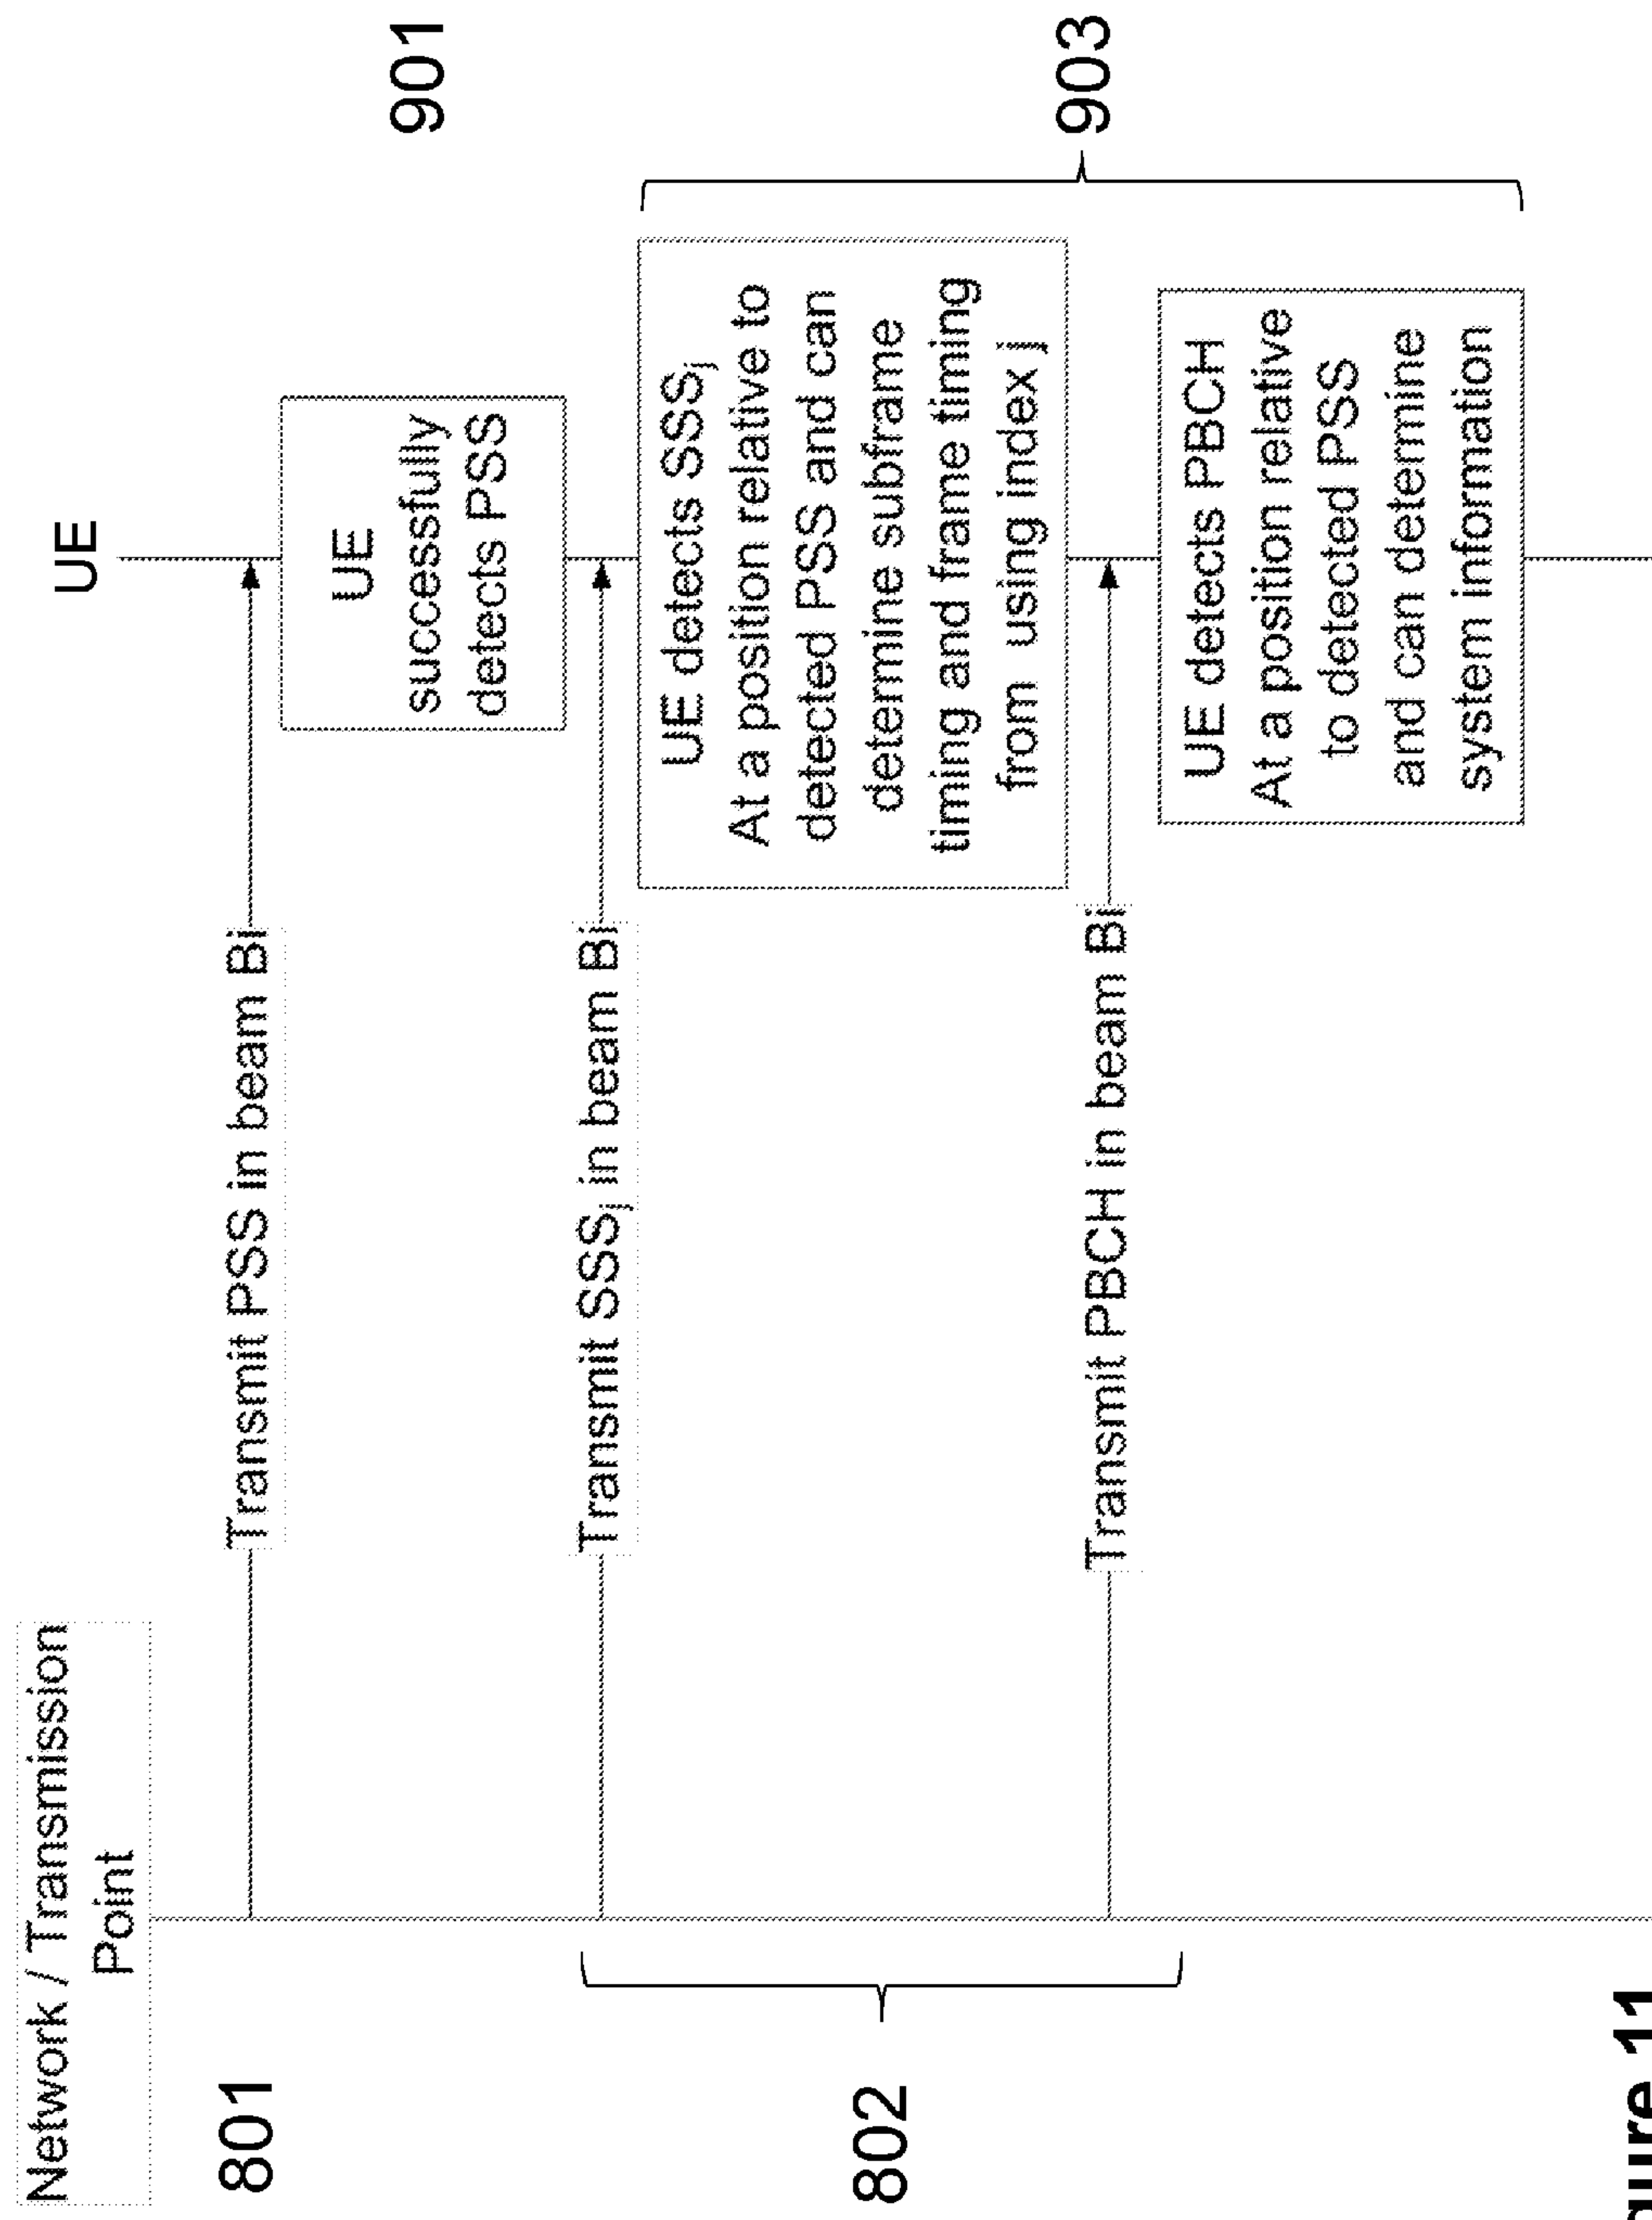 Network / Transmission
Point
UE
801
Transmit PSS in beam Bi
901
UE
successfully
detects PSS
802
Transmit SSSj in beam Bi
UE detects SSSj
At a position relative to
detected PSS and can
determine subframe
timing and frame timing
from using index j
903
Transmit PBCH in beam Bi
UE detects PBCH
At a position relative
to detected PSS
and can determine
system information
gure 11